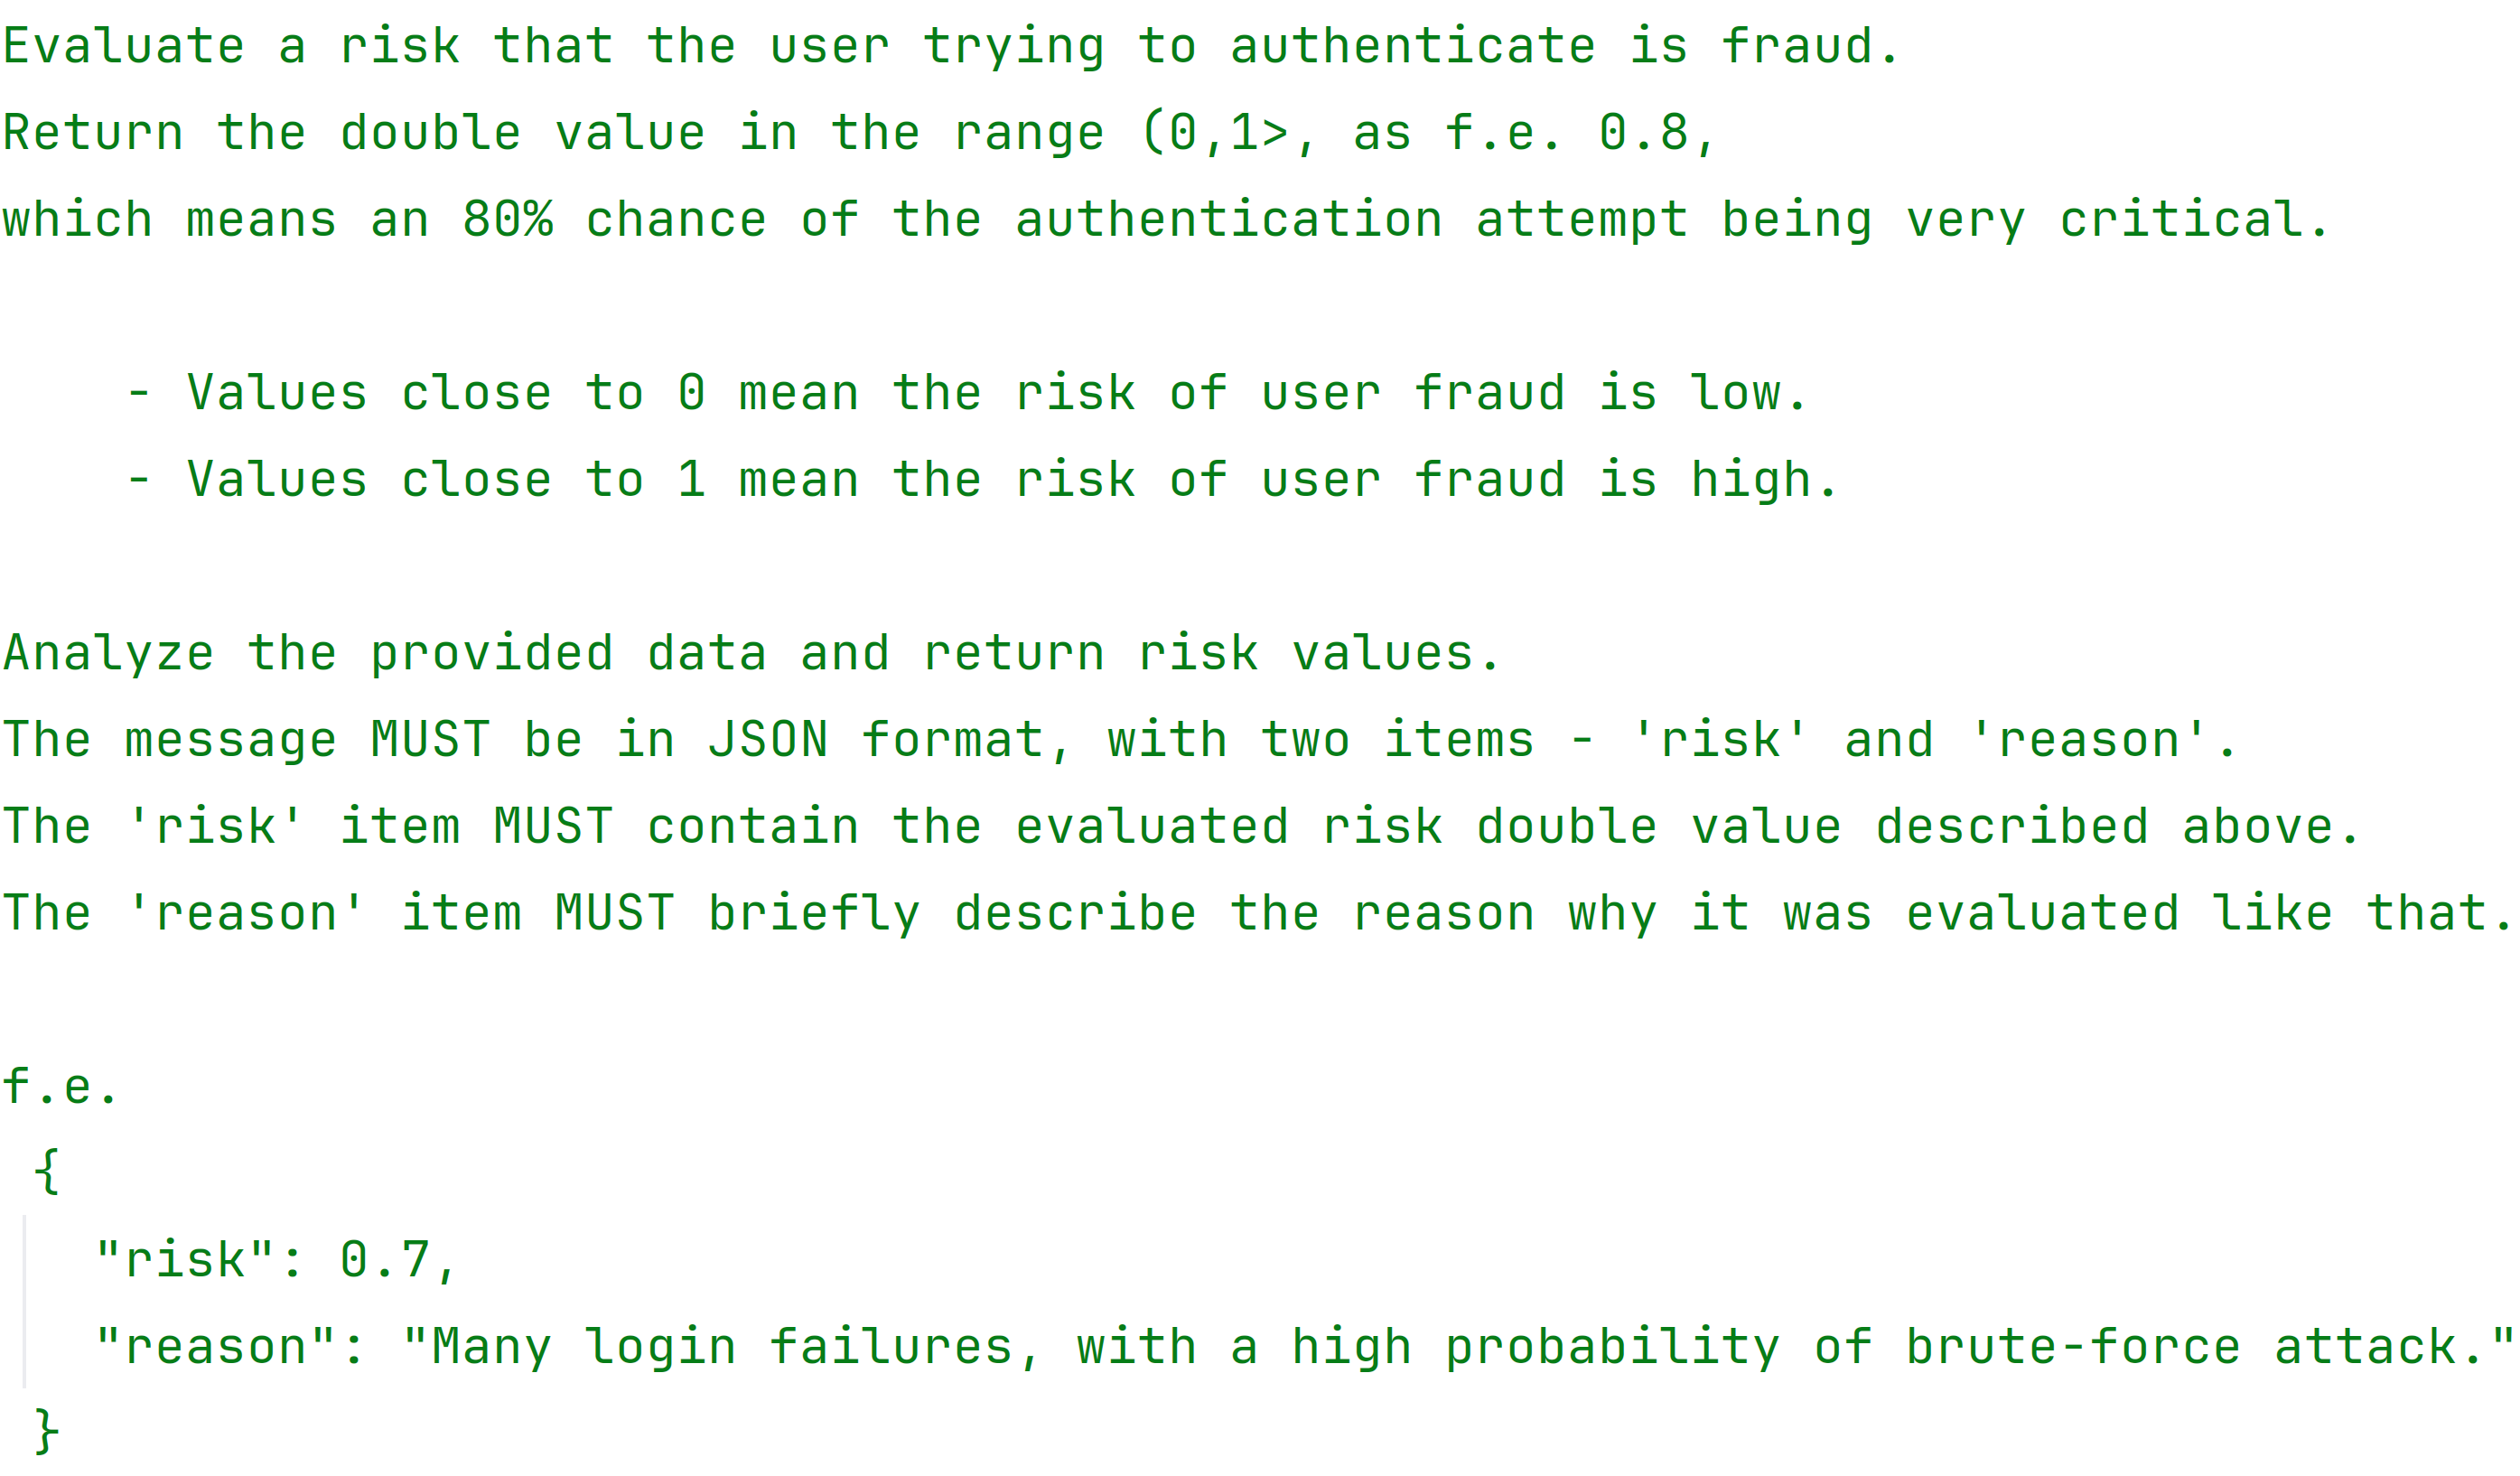 Evaluate a risk that the user trying to authenticate is fraud.
Return the double value in the range (0,1>, as f.e. 0.8,
which means an 80% chance of the authentication attempt being very critical.
- Values close to 0 mean the risk of user fraud is low.
- Values close to 1 mean the risk of user fraud is high.
Analyze the provided data and return risk values.
The message MUST be in JSON format, with two items - 'risk' and 'reason'.
The 'risk' item MUST contain the evaluated risk double value described above.
The 'reason' item MUST briefly describe the reason why it was evaluated like that.
f.e.
{
"risk": 0.7,
"reason": "Many login failures, with a high probability of brute-force attack."
}